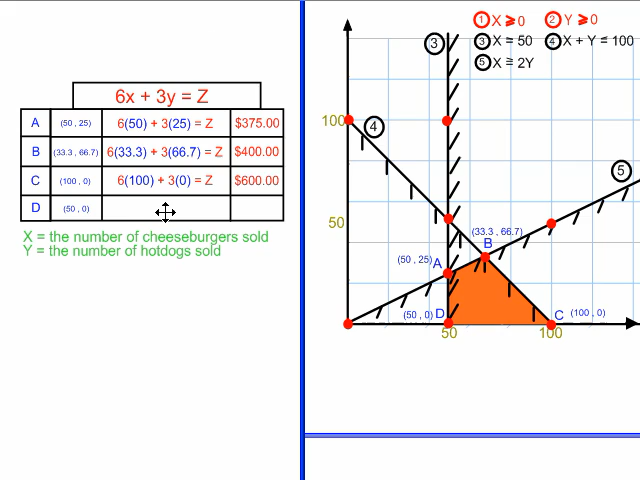 6x + 3y = Z
A (50 , 25) 6(50) + 3(25) = Z $375.00
B (33.3 , 66.7) 6(33.3) + 3(66.7) = Z $400.00
C (100 , 0) 6(100) + 3(0) = Z $600.00
D (50 , 0)
X = the number of cheeseburgers sold
Y = the number of hotdogs sold
1 X ⩾ 0 2 Y ⩾ 0
3 X = 50 4 X + Y = 100
5 X = 2Y
3
100
4
5
50
(33.3 , 66.7)
B
(50 , 25) A
(50 , 0) D
C (100 , 0)
50
100